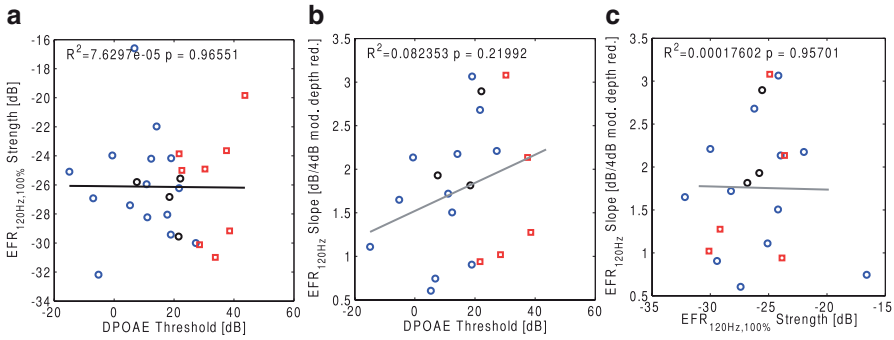 a
R²=7.6297e-05 p = 0.96551
EFR120Hz,100% Strength [dB]
-16
-18
-20
-22
-24
-26
-28
-30
-32
-34
-20 0 20 40 60
DPOAE Threshold [dB]
b
R²=0.082353 p = 0.21992
EFR120Hz Slope [dB/4dB mod. depth red.]
3.5
3
2.5
2
1.5
1
0.5
-20 0 20 40 60
DPOAE Threshold [dB]
c
R²=0.00017602 p = 0.95701
EFR120Hz Slope [dB/4dB mod. depth red.]
3.5
3
2.5
2
1.5
1
0.5
-35 -30 -25 -20 -15
EFR120Hz,100% Strength [dB]